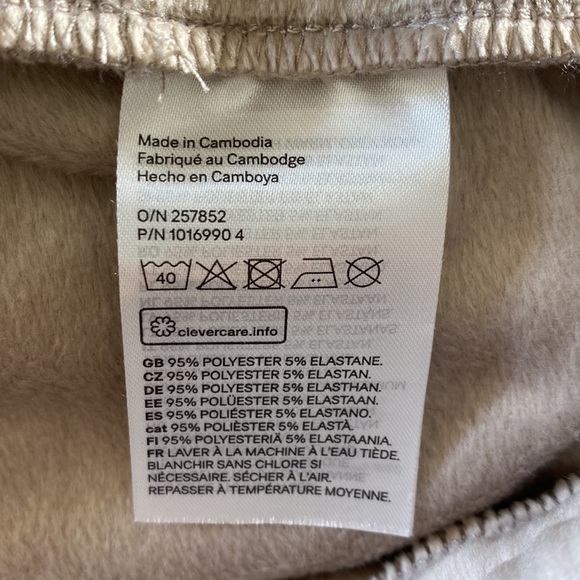 Made in Cambodia
Fabriqué au Cambodge
Hecho en Camboya
O/N 257852
P/N 1016990 4
40
clevercare.info
GB 95% POLYESTER 5% ELASTANE.
CZ 95% POLYESTER 5% ELASTAN.
DE 95% POLYESTER 5% ELASTHAN.
EE 95% POLÜESTER 5% ELASTAAN.
ES 95% POLIÉSTER 5% ELASTANO.
cat 95% POLIÈSTER 5% ELASTÀ.
FI 95% POLYESTERIÄ 5% ELASTAANIA.
FR LAVER À LA MACHINE À L'EAU TIÈDE.
BLANCHIR SANS CHLORE SI
NÉCESSAIRE. SÉCHER À L'AIR.
REPASSER À TEMPÉRATURE MOYENNE.